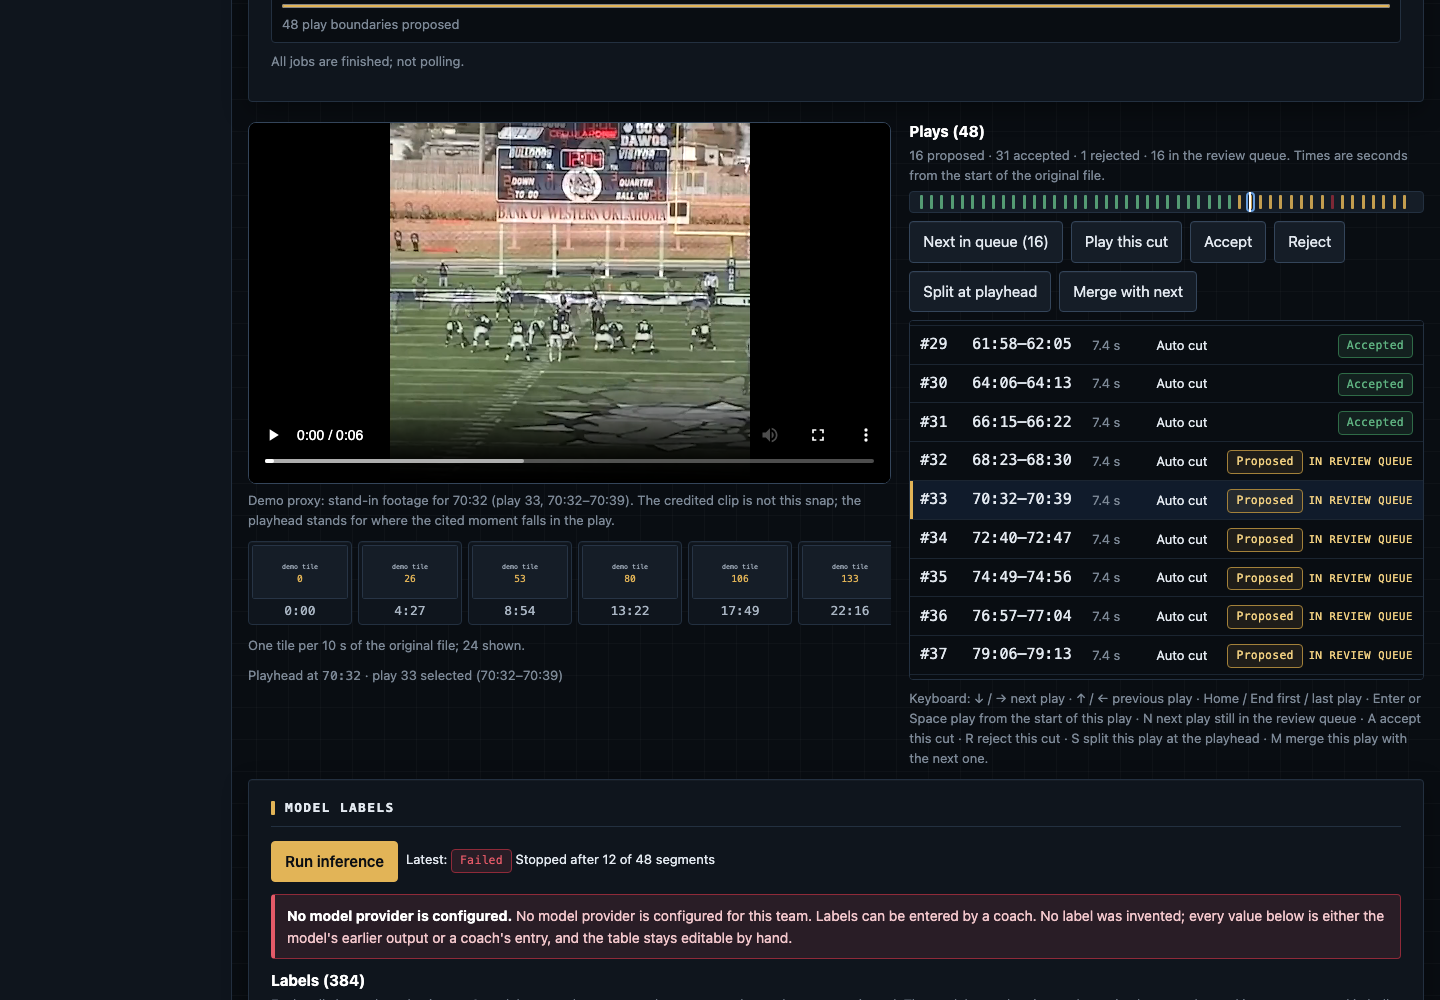 48 play boundaries proposed
All jobs are finished; not polling.
BULLDOGS
VISITOR
12:04
DOWN
QUARTER
TO GO
BALL ON
BANK OF WESTERN OKLAHOMA
0:00 / 0:06
Demo proxy: stand-in footage for 70:32 (play 33, 70:32–70:39). The credited clip is not this snap; the
playhead stands for where the cited moment falls in the play.
demo tile
0
0:00
demo tile
26
4:27
demo tile
53
8:54
demo tile
80
13:22
demo tile
106
17:49
demo tile
133
22:16
One tile per 10 s of the original file; 24 shown.
Playhead at 70:32 · play 33 selected (70:32–70:39)
Plays (48)
16 proposed · 31 accepted · 1 rejected · 16 in the review queue. Times are seconds
from the start of the original file.
Next in queue (16) Play this cut Accept Reject
Split at playhead Merge with next
#29 61:58–62:05 7.4 s Auto cut Accepted
#30 64:06–64:13 7.4 s Auto cut Accepted
#31 66:15–66:22 7.4 s Auto cut Accepted
#32 68:23–68:30 7.4 s Auto cut Proposed IN REVIEW QUEUE
#33 70:32–70:39 7.4 s Auto cut Proposed IN REVIEW QUEUE
#34 72:40–72:47 7.4 s Auto cut Proposed IN REVIEW QUEUE
#35 74:49–74:56 7.4 s Auto cut Proposed IN REVIEW QUEUE
#36 76:57–77:04 7.4 s Auto cut Proposed IN REVIEW QUEUE
#37 79:06–79:13 7.4 s Auto cut Proposed IN REVIEW QUEUE
Keyboard: ↓ / → next play · ↑ / ← previous play · Home / End first / last play · Enter or
Space play from the start of this play · N next play still in the review queue · A accept
this cut · R reject this cut · S split this play at the playhead · M merge this play with
the next one.
MODEL LABELS
Run inference Latest: Failed Stopped after 12 of 48 segments
No model provider is configured. No model provider is configured for this team. Labels can be entered by a coach. No label was invented; every value below is either the
model's earlier output or a coach's entry, and the table stays editable by hand.
Labels (384)